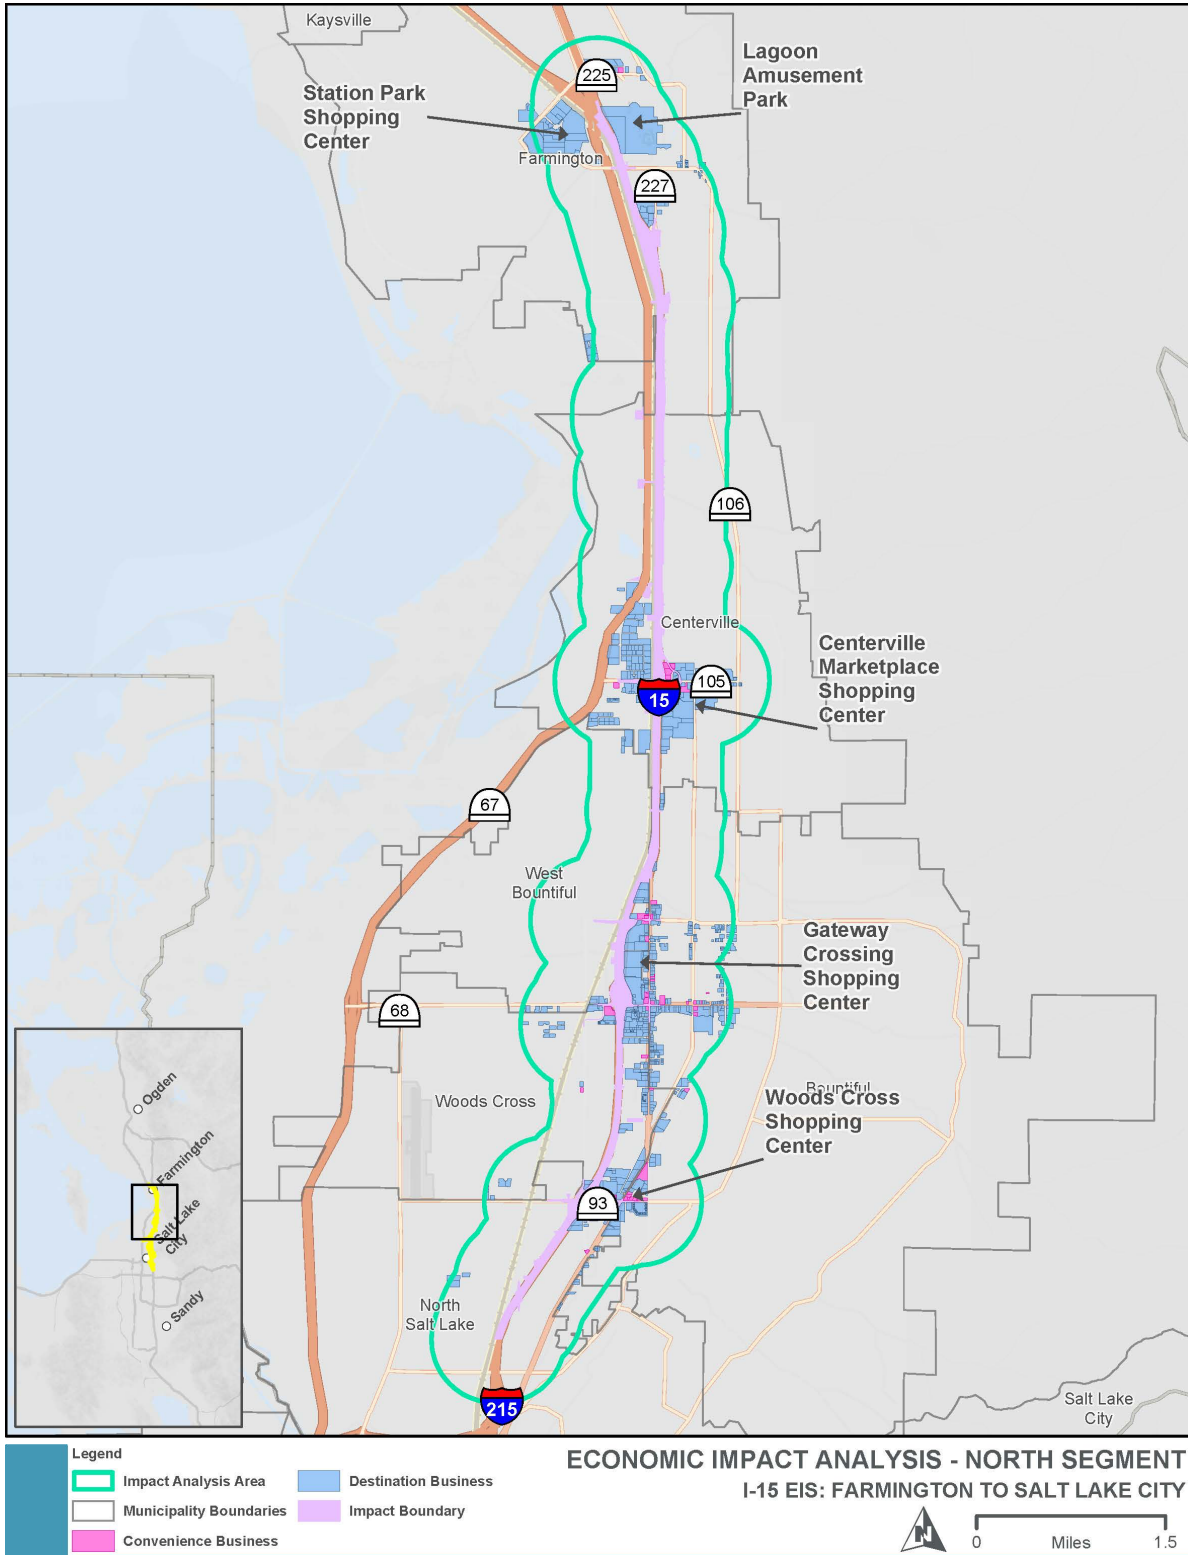 Kaysville
Lagoon
Amusement
Park
225
Station Park
Shopping
Center
Farmington
227
106
Centerville
Centerville
Marketplace
Shopping
Center
105
15
67
West
Bountiful
Gateway
Crossing
Shopping
Center
68
Bountiful
Woods Cross
Woods Cross
Shopping
Center
93
North
Salt Lake
215
Salt Lake
City
Ogden
Farmington
Salt Lake
City
Sandy
Legend
Impact Analysis Area
Municipality Boundaries
Convenience Business
Destination Business
Impact Boundary
ECONOMIC IMPACT ANALYSIS - NORTH SEGMENT
I-15 EIS: FARMINGTON TO SALT LAKE CITY
N
0 Miles 1.5